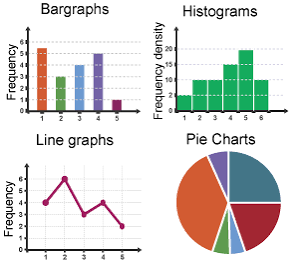 Bargraphs
Frequency
6
5
4
3
2
1
1 2 3 4 5
Histograms
Frequency density
20
15
10
5
1 2 3 4 5 6
Line graphs
Frequency
6
5
4
3
2
1
1 2 3 4 5
Pie Charts